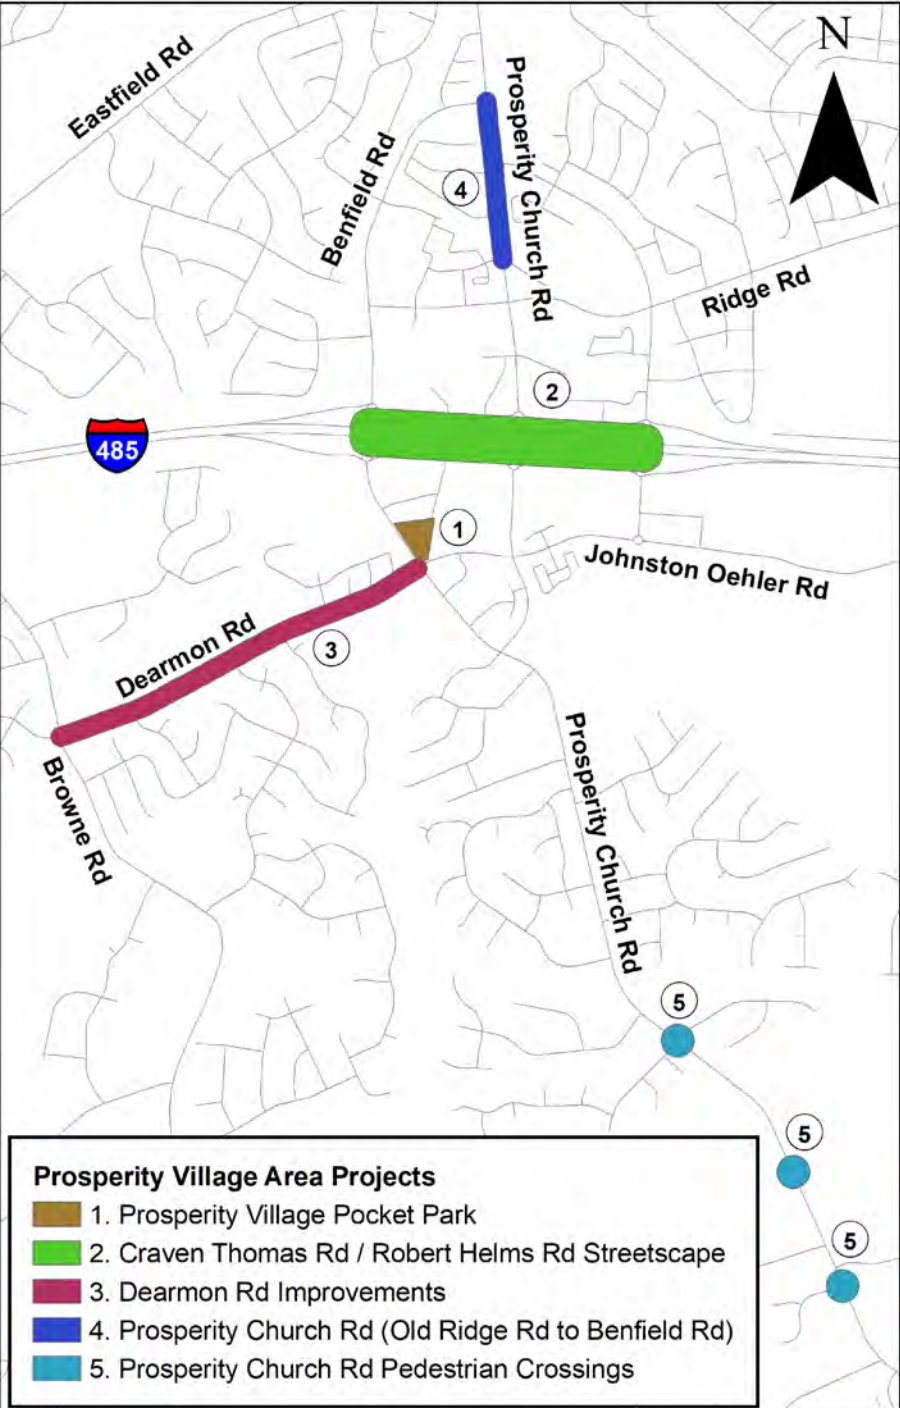 N
Eastfield Rd
Prosperity Church Rd
Benfield Rd
4
Ridge Rd
2
485
1
Johnston Oehler Rd
Dearmon Rd
3
Prosperity Church Rd
Browne Rd
5
5
5
Prosperity Village Area Projects
1. Prosperity Village Pocket Park
2. Craven Thomas Rd / Robert Helms Rd Streetscape
3. Dearmon Rd Improvements
4. Prosperity Church Rd (Old Ridge Rd to Benfield Rd)
5. Prosperity Church Rd Pedestrian Crossings